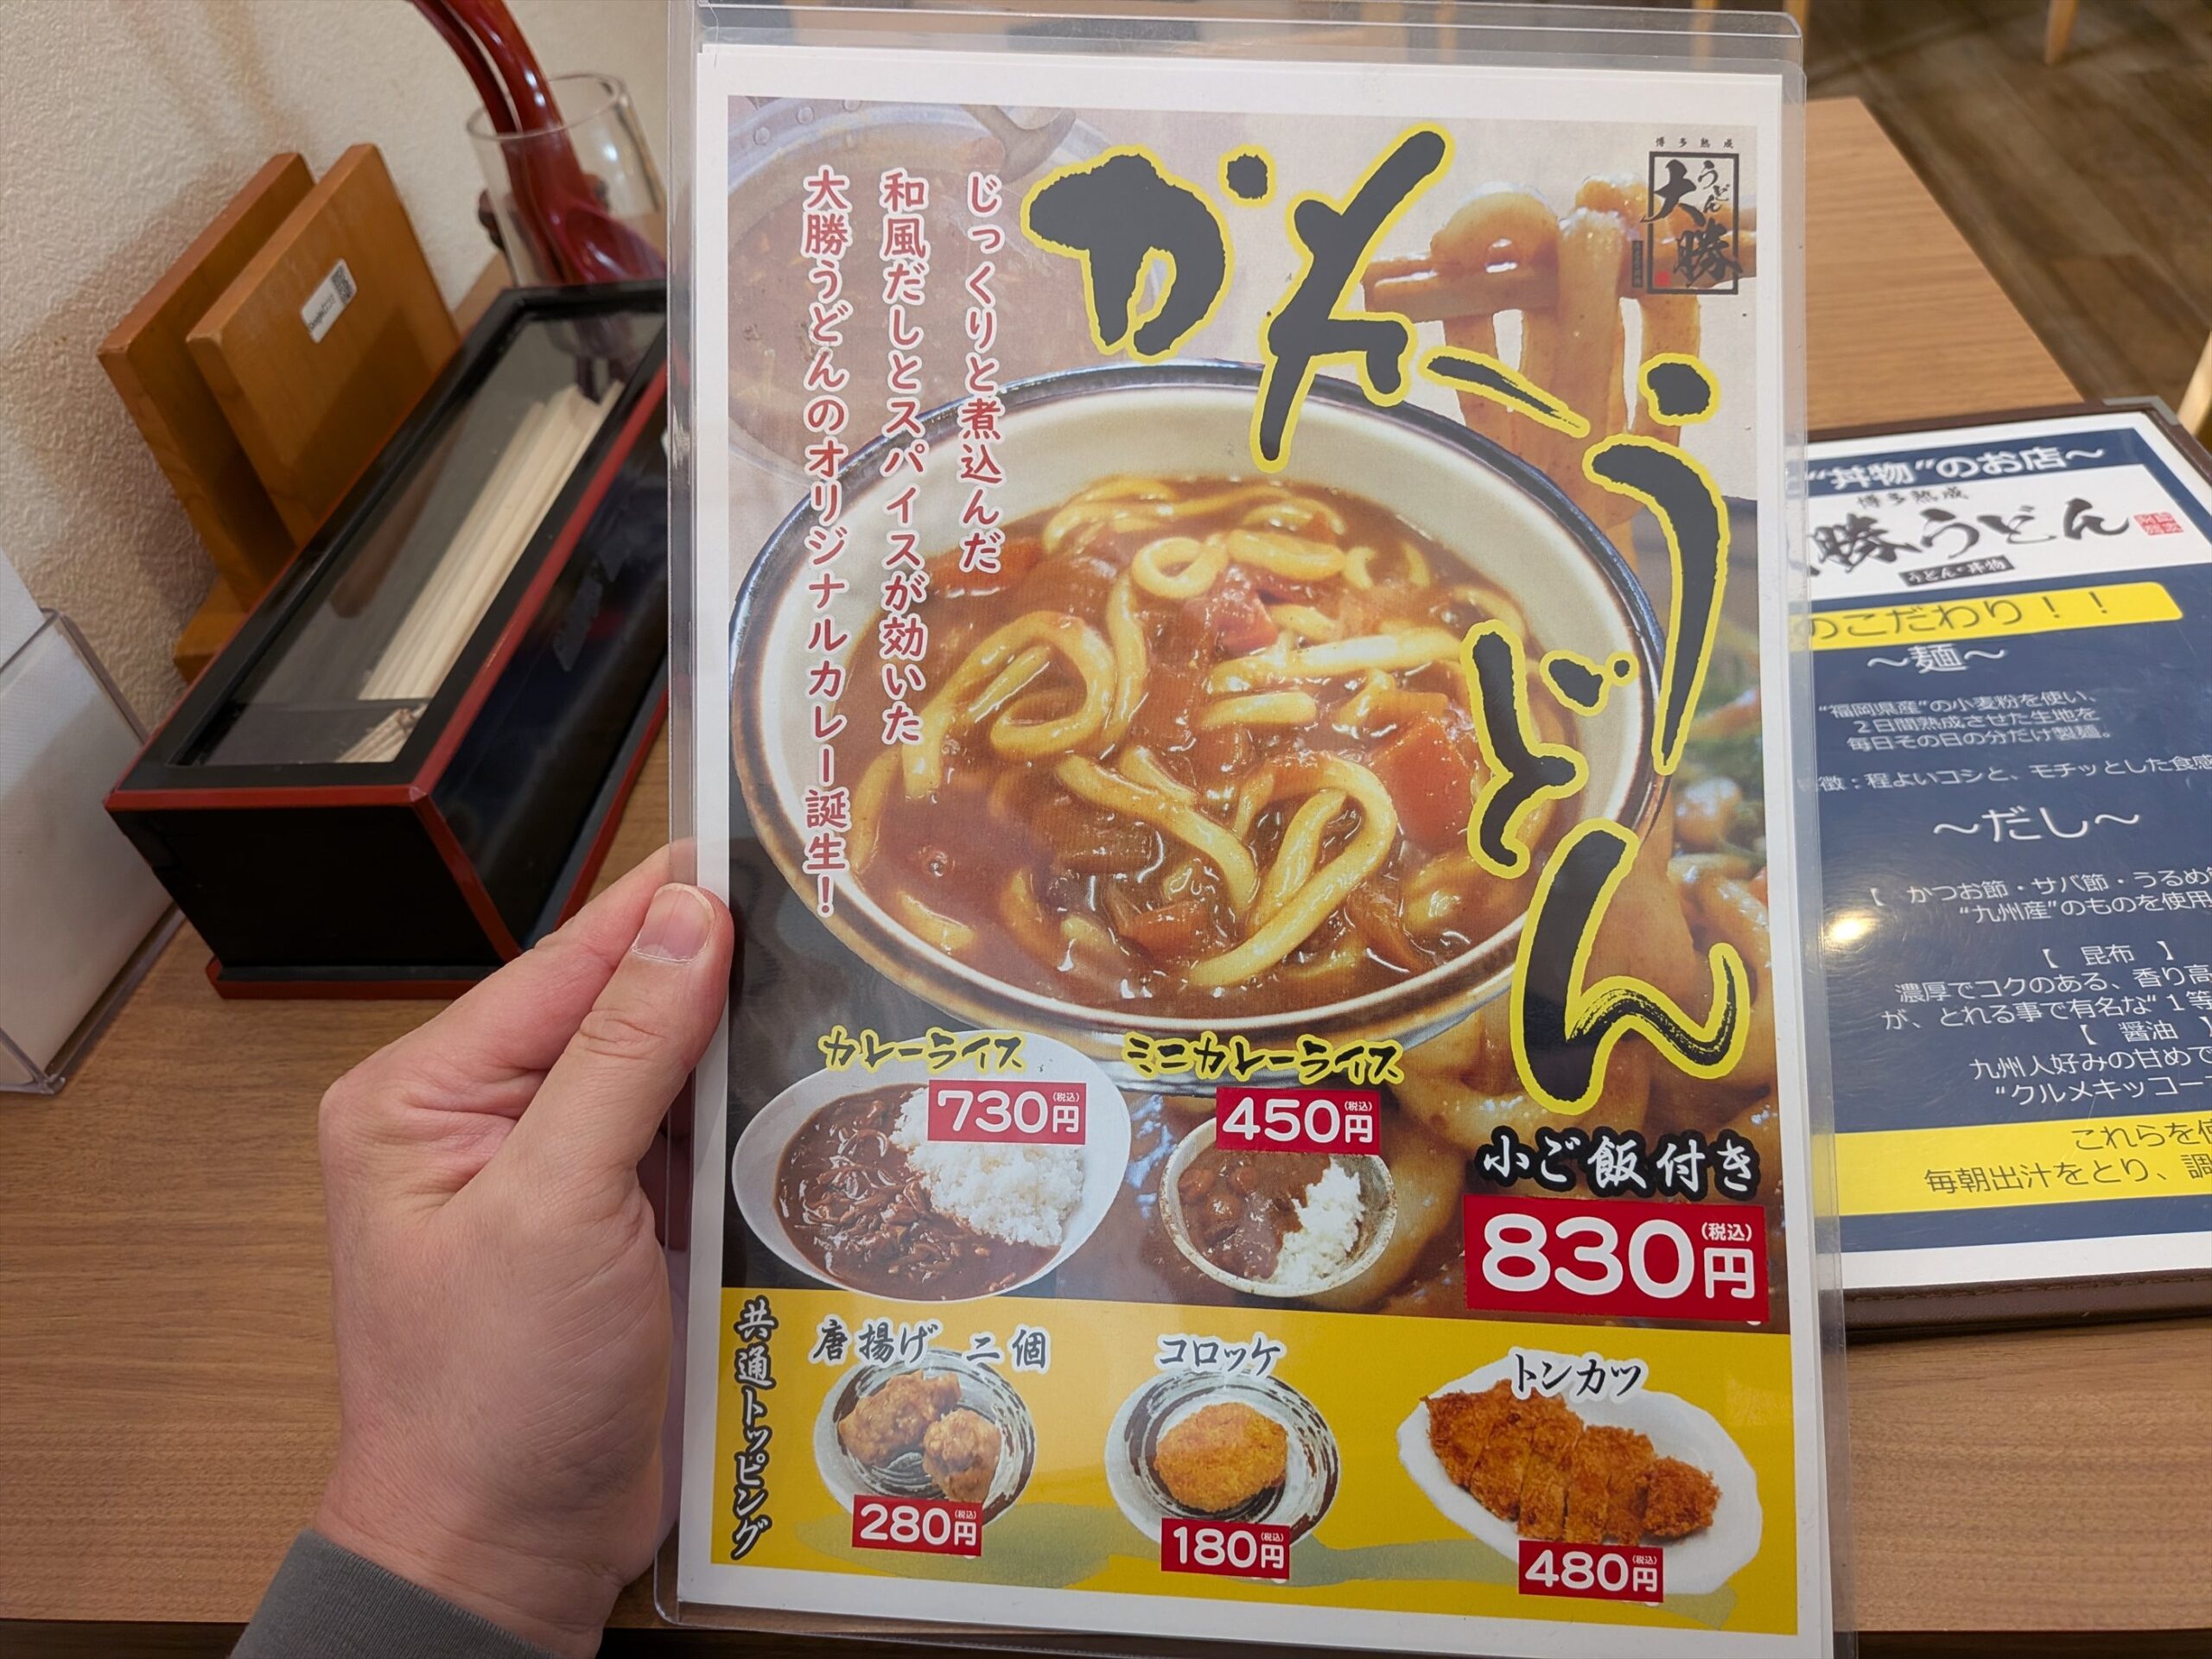 博多熟成
うどん
大勝
かれーうどん
じっくりと煮込んだ
和風だしとスパイスが効いた
大勝うどんのオリジナルカレー誕生！
カレーライス
730円(税込)
ミニカレーライス
450円(税込)
小ご飯付き
830円(税込)
共通トッピング
唐揚げ 二個
280円(税込)
コロッケ
180円(税込)
トンカツ
480円(税込)
“丼物”のお店～
博多熟成
勝うどん
うどん・丼物
のこだわり！！
～麺～
“福岡県産”の小麦粉を使い、
２日間熟成させた生地を
毎日その日の分だけ製麺。
徴：程よいコシと、モチッとした食感
～だし～
【 かつお節・サバ節・うるめ
“九州産”のものを使用
【 昆布 】
濃厚でコクのある、香り高
が、とれる事で有名な“１等
【 醤油 】
九州人好みの甘めで
“クルメキッコー
これらを使
毎朝出汁をとり、調